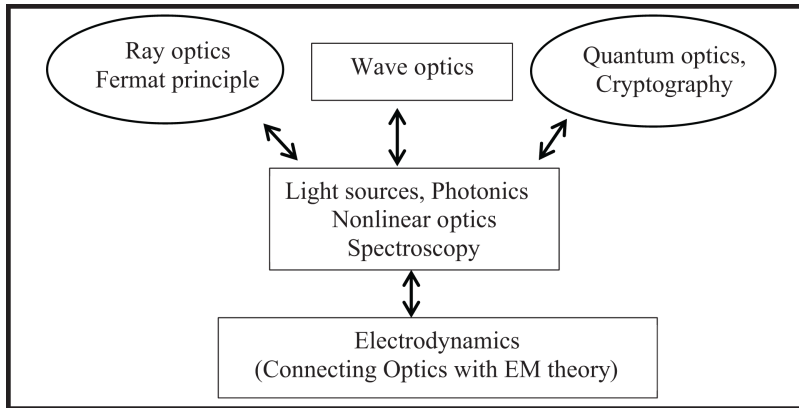 Ray optics
Fermat principle
Wave optics
Quantum optics,
Cryptography
Light sources, Photonics
Nonlinear optics
Spectroscopy
Electrodynamics
(Connecting Optics with EM theory)